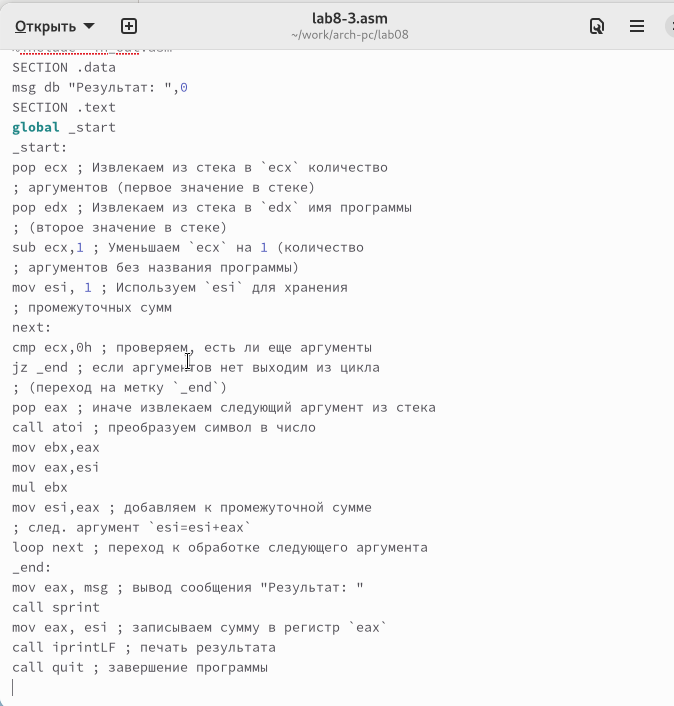 Открыть
lab8-3.asm
~/work/arch-pc/lab08
SECTION .data
msg db "Результат: ",0
SECTION .text
global _start
_start:
pop ecx ; Извлекаем из стека в `ecx` количество
; аргументов (первое значение в стеке)
pop edx ; Извлекаем из стека в `edx` имя программы
; (второе значение в стеке)
sub ecx,1 ; Уменьшаем `ecx` на 1 (количество
; аргументов без названия программы)
mov esi, 1 ; Используем `esi` для хранения
; промежуточных сумм
next:
cmp ecx,0h ; проверяем, есть ли еще аргументы
jz _end ; если аргументов нет выходим из цикла
; (переход на метку `_end`)
pop eax ; иначе извлекаем следующий аргумент из стека
call atoi ; преобразуем символ в число
mov ebx,eax
mov eax,esi
mul ebx
mov esi,eax ; добавляем к промежуточной сумме
; след. аргумент `esi=esi+eax`
loop next ; переход к обработке следующего аргумента
_end:
mov eax, msg ; вывод сообщения "Результат: "
call sprint
mov eax, esi ; записываем сумму в регистр `eax`
call iprintLF ; печать результата
call quit ; завершение программы